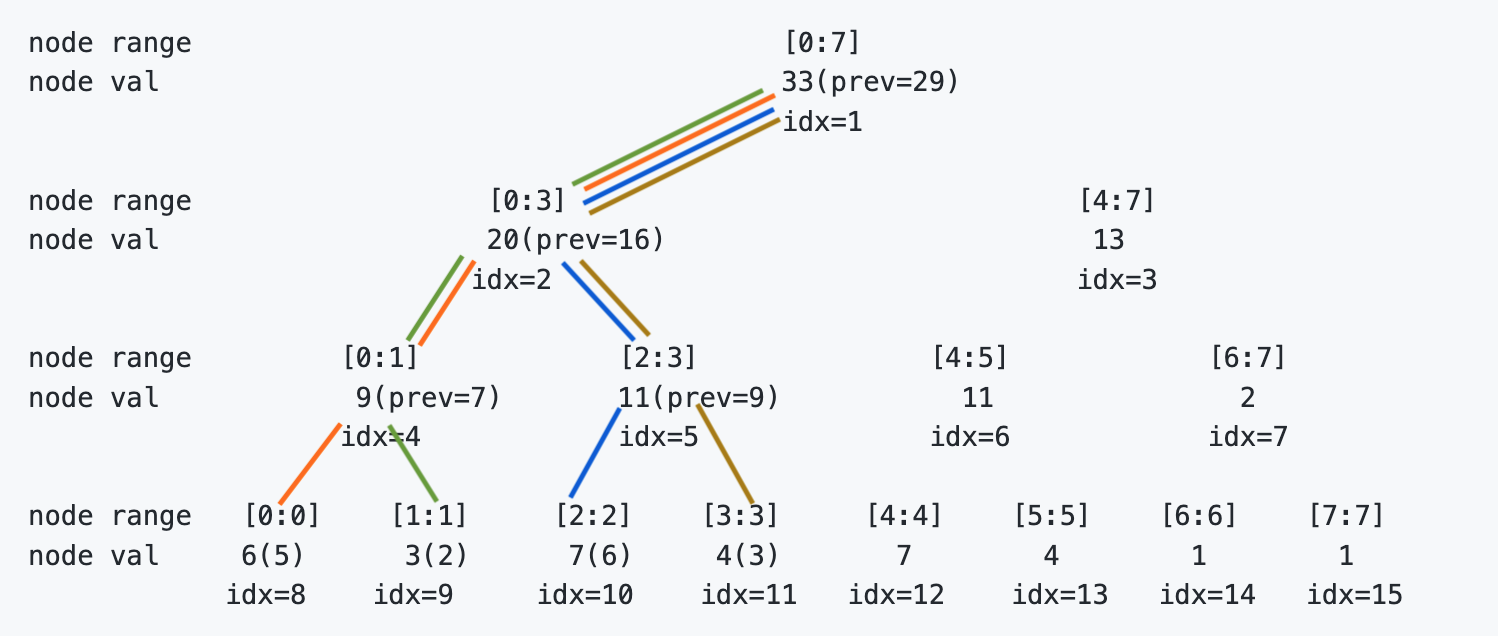 node range [0:7]
node val 33(prev=29)
idx=1
node range [0:3] [4:7]
node val 20(prev=16) 13
idx=2 idx=3
node range [0:1] [2:3] [4:5] [6:7]
node val 9(prev=7) 11(prev=9) 11 2
idx=4 idx=5 idx=6 idx=7
node range [0:0] [1:1] [2:2] [3:3] [4:4] [5:5] [6:6] [7:7]
node val 6(5) 3(2) 7(6) 4(3) 7 4 1 1
idx=8 idx=9 idx=10 idx=11 idx=12 idx=13 idx=14 idx=15